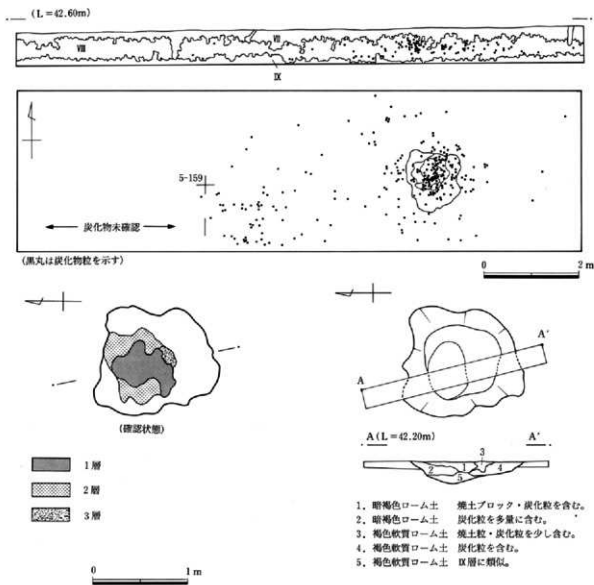 (L=42.60m)
VII
VIII
IX
5-159
炭化物未確認
(黒丸は炭化物粒を示す)
0 2 m
(確認状態)
1層
2層
3層
0 1 m
A A'
A(L=42.20m) A'
3
2 1 4
5
1. 暗褐色ローム土 焼土ブロック・炭化粒を含む。
2. 暗褐色ローム土 炭化粒を多量に含む。
3. 褐色軟質ローム土 焼土粒・炭化粒を少し含む。
4. 褐色軟質ローム土 炭化粒を含む。
5. 褐色軟質ローム土 IX層に類似。